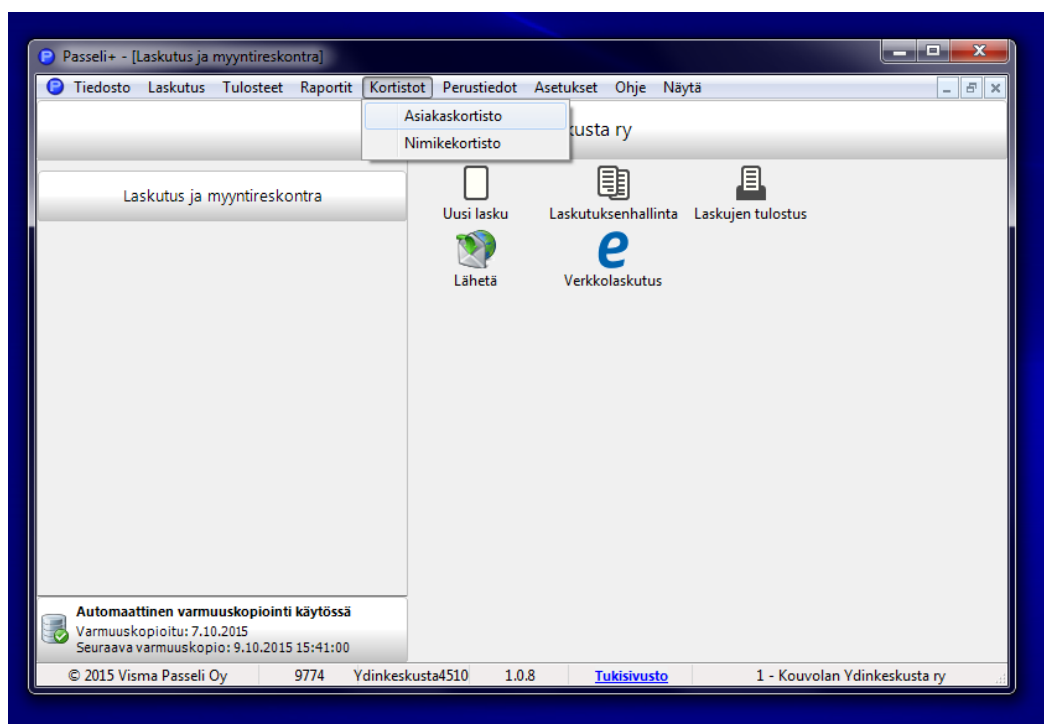 Passeli+ - [Laskutus ja myyntireskontra]
Tiedosto Laskutus Tulosteet Raportit Kortistot Perustiedot Asetukset Ohje Näytä
Asiakaskortisto
Nimikekortisto
kusta ry
Laskutus ja myyntireskontra
Uusi lasku Laskutuksenhallinta Laskujen tulostus
Lähetä Verkkolaskutus
Automaattinen varmuuskopiointi käytössä
Varmuuskopioitu: 7.10.2015
Seuraava varmuuskopio: 9.10.2015 15:41:00
© 2015 Visma Passeli Oy 9774 Ydinkeskusta4510 1.0.8 Tukisivusto 1 - Kouvolan Ydinkeskusta ry